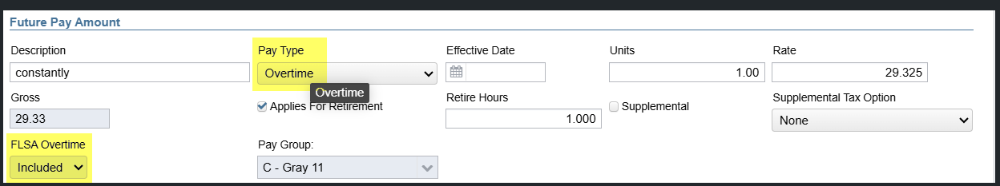 Future Pay Amount
Description Pay Type Effective Date Units Rate
constantly Overtime 1.00 29.325
Overtime
Gross Applies For Retirement Retire Hours Supplemental Supplemental Tax Option
29.33 1.000 None
FLSA Overtime Pay Group:
Included C - Gray 11